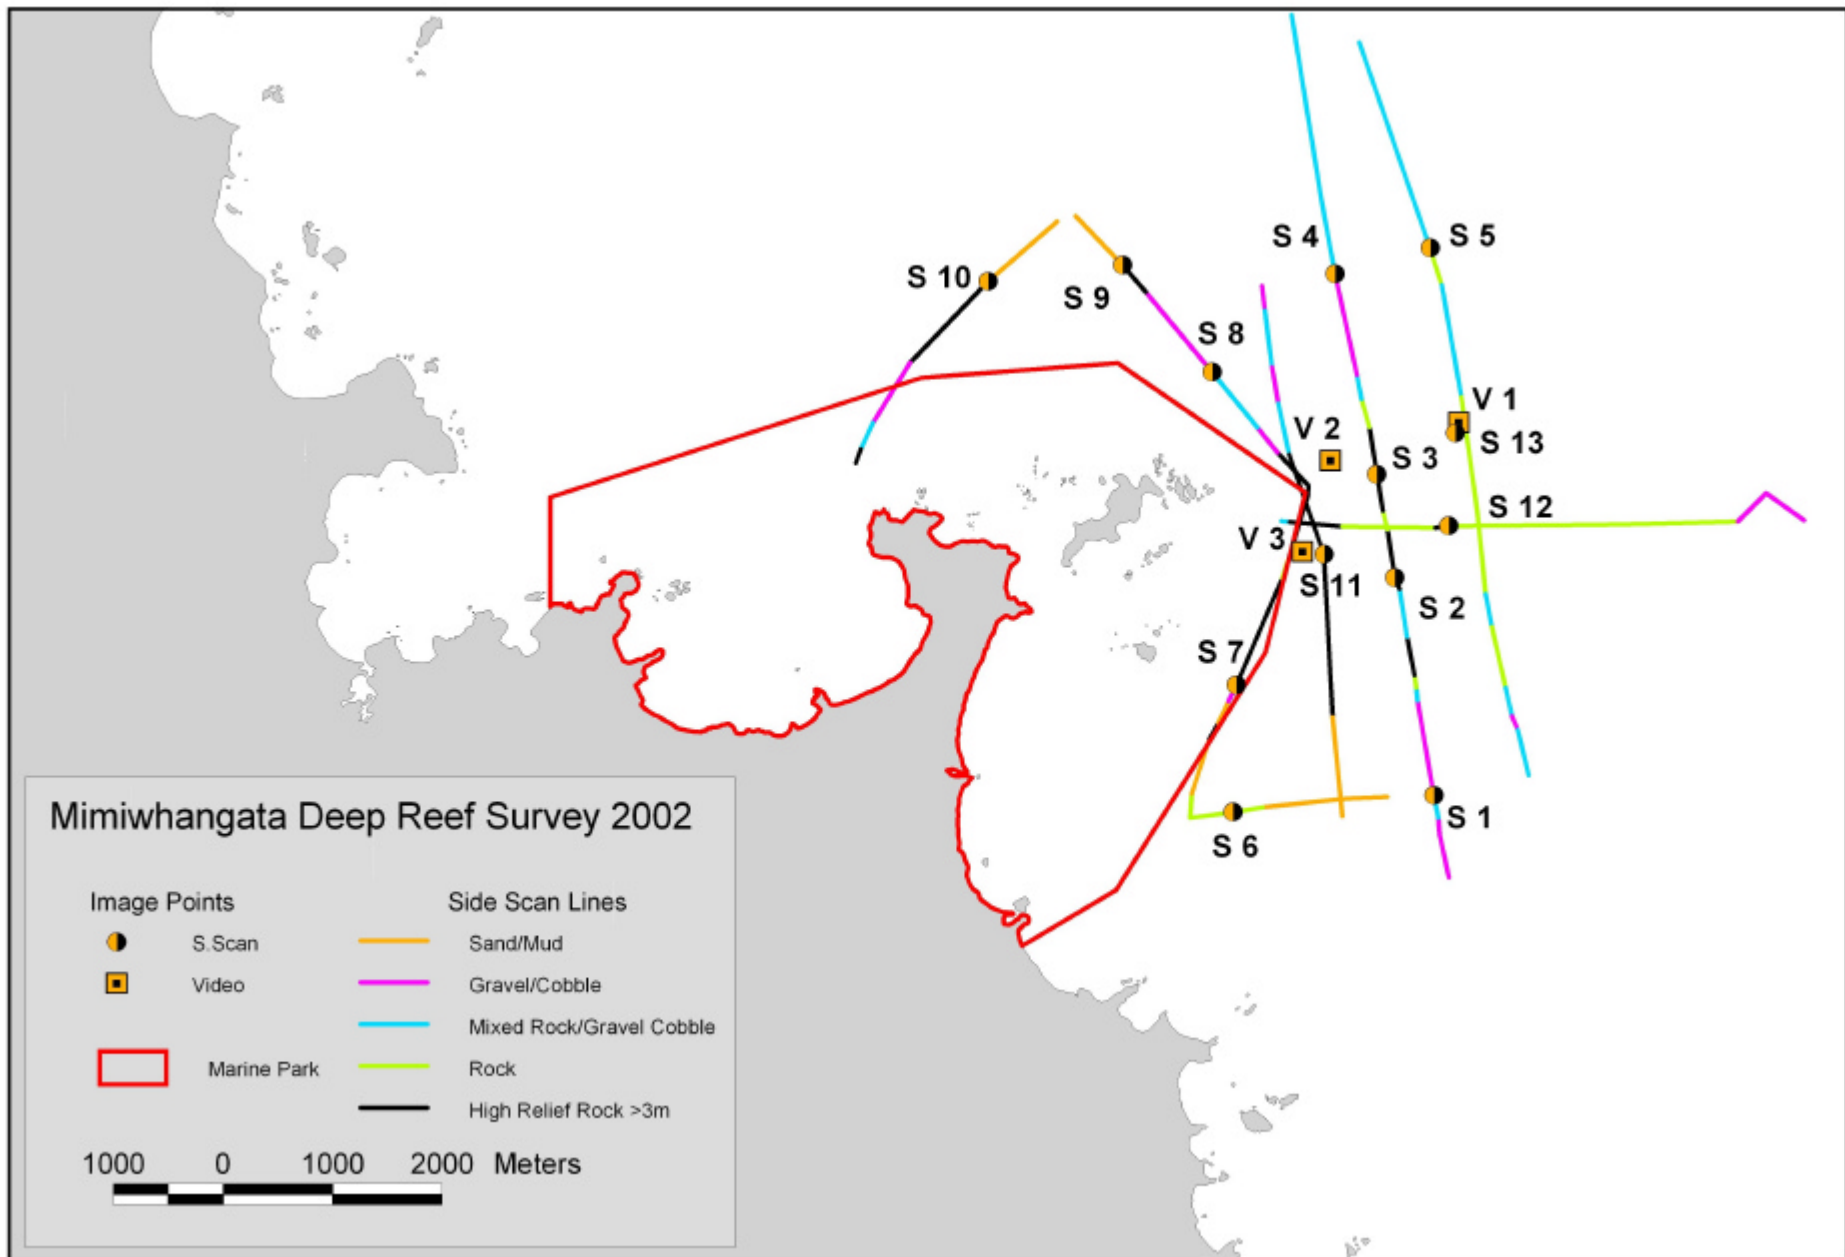 S 4
S 5
S 10
S 9
S 8
V 1
V 2
S 13
S 3
S 12
V 3
S 11
S 2
S 7
S 1
S 6
Mimiwhangata Deep Reef Survey 2002
Image Points
Side Scan Lines
S.Scan
Sand/Mud
Video
Gravel/Cobble
Mixed Rock/Gravel Cobble
Marine Park
Rock
High Relief Rock >3m
1000 0 1000 2000 Meters